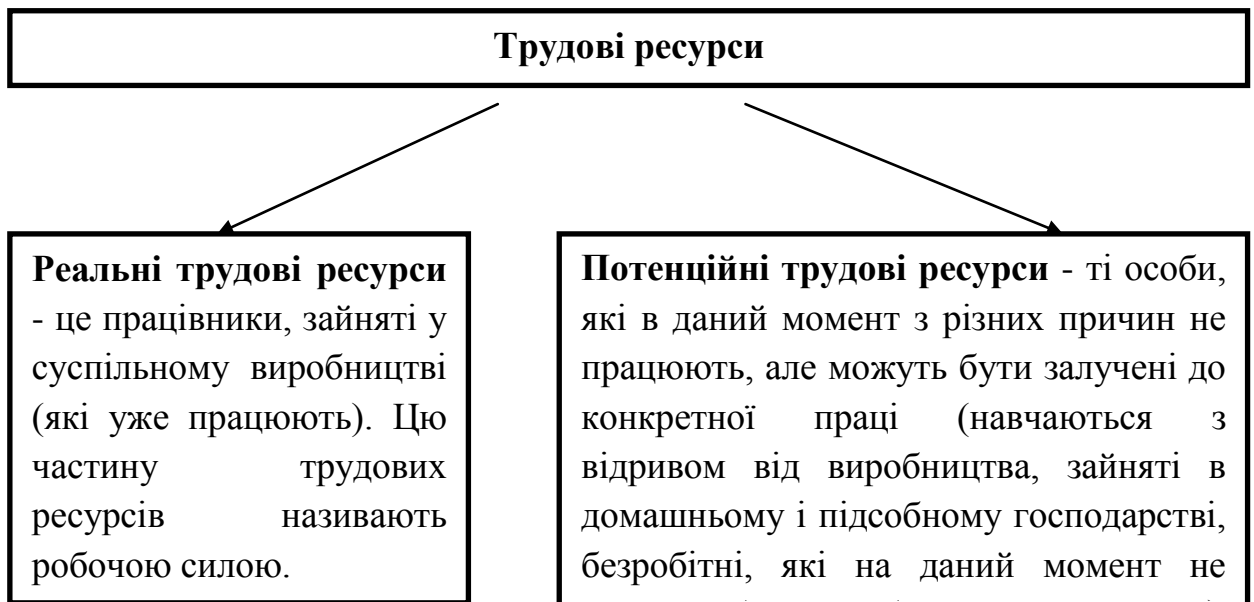 Трудові ресурси
Реальні трудові ресурси
- це працівники, зайняті у
суспільному виробництві
(які уже працюють). Цю
частину трудових
ресурсів називають
робочою силою.
Потенційні трудові ресурси - ті особи,
які в даний момент з різних причин не
працюють, але можуть бути залучені до
конкретної праці (навчаються з
відривом від виробництва, зайняті в
домашньому і підсобному господарстві,
безробітні, які на даний момент не